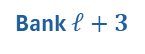 Bank ℓ + 3